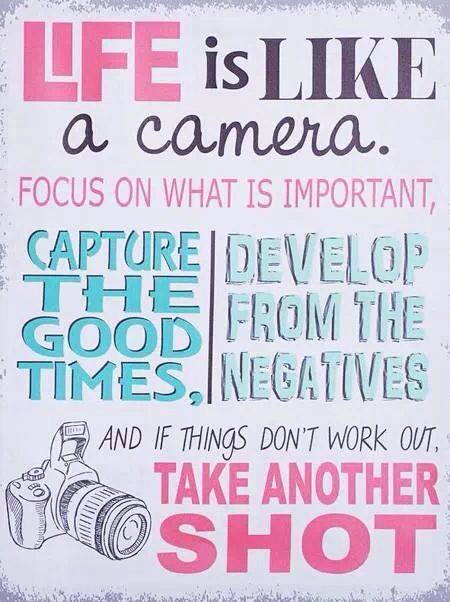 LIFE is LIKE
a camera.
FOCUS ON WHAT IS IMPORTANT,
CAPTURE
THE
GOOD
TIMES,
DEVELOP
FROM THE
NEGATIVES
AND IF THINGS DON'T WORK OUT,
TAKE ANOTHER
SHOT